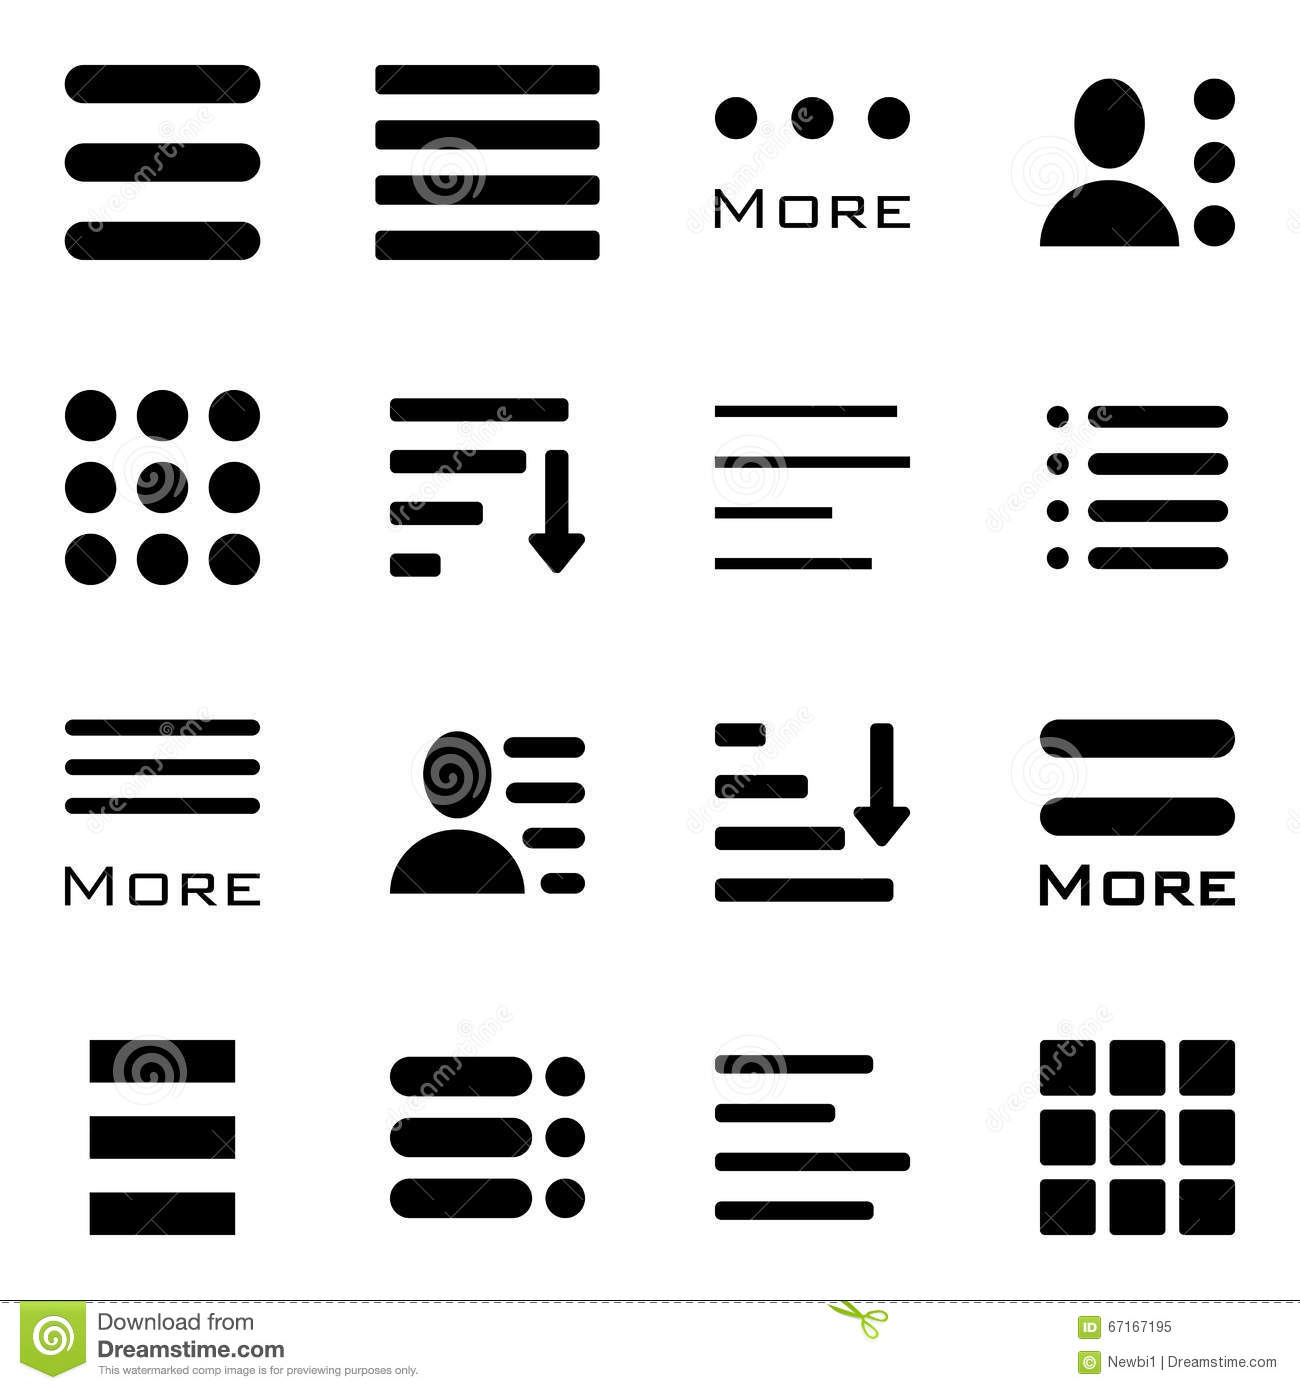 MORE
MORE
MORE
Download from
Dreamstime.com
This watermarked comp image is for previewing purposes only.
ID 67167195
© Newbi1 | Dreamstime.com